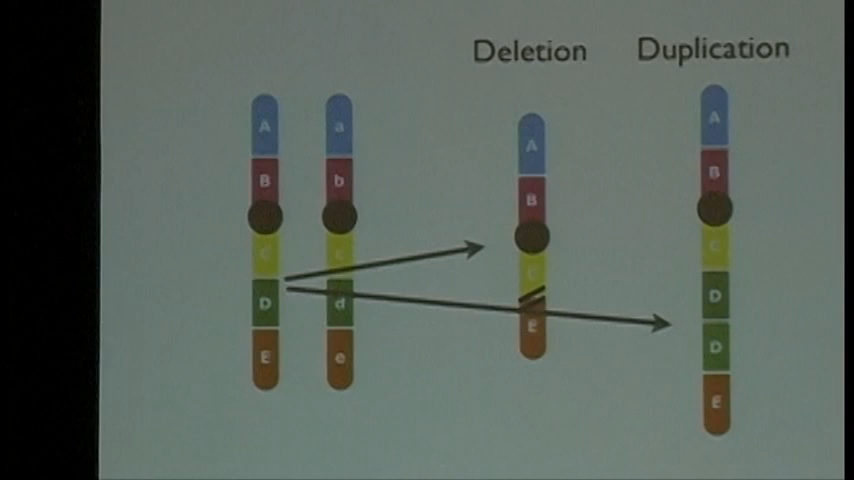 Deletion Duplication
A a A A
B b B B
C c C C
D d D
D
E e E E